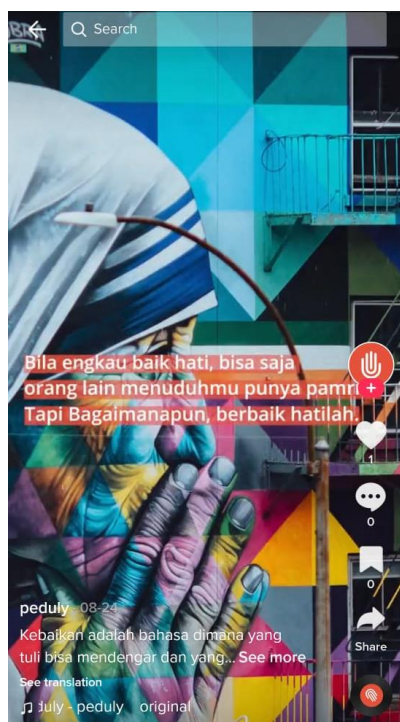 Search
Bila engkau baik hati, bisa saja
orang lain menuduhmu punya pamri
Tapi Bagaimanapun, berbaik hatilah.
1
0
0
Share
peduly 08-24
Kebaikan adalah bahasa dimana yang
tuli bisa mendengar dan yang... See more
See translation
duly - peduly original